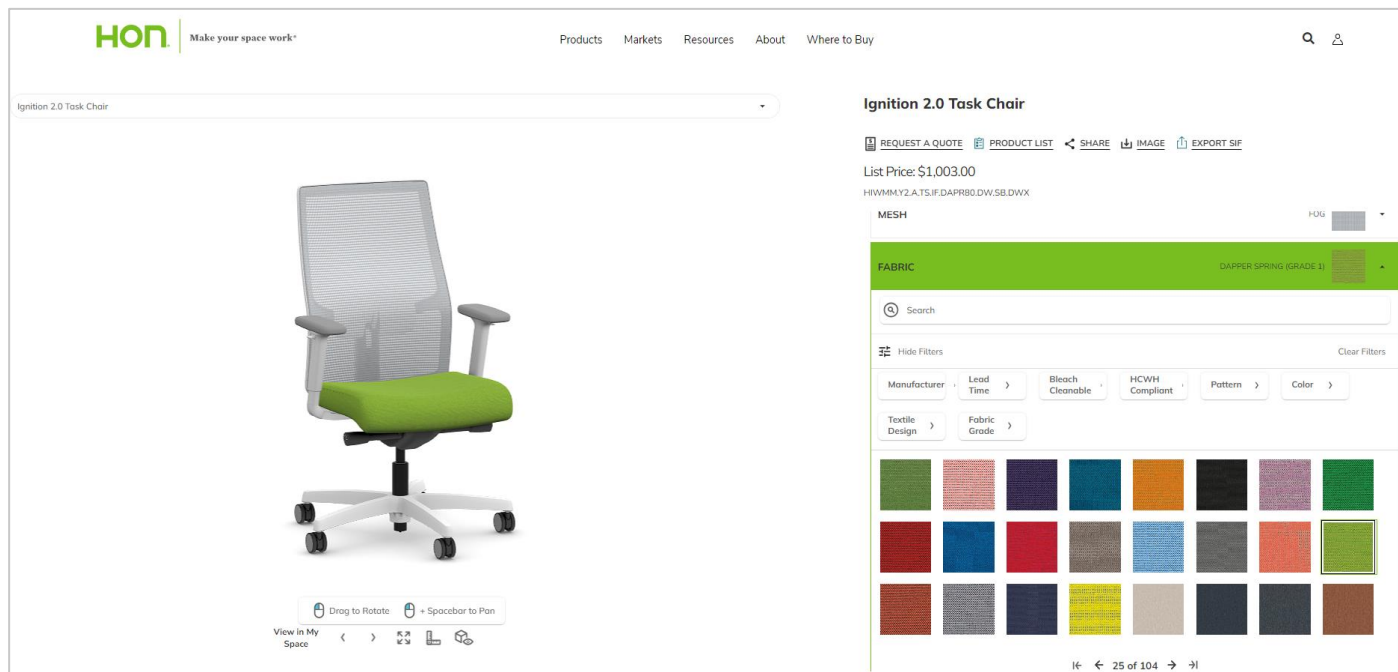 HON
Make your space work®
Products Markets Resources About Where to Buy
Ignition 2.0 Task Chair
Ignition 2.0 Task Chair
REQUEST A QUOTE PRODUCT LIST SHARE IMAGE EXPORT SIF
List Price: $1,003.00
HIWMM.Y2.A.TS.IF.DAPR80.DW.SB.DWX
MESH FOG
FABRIC DAPPER SPRING (GRADE 1)
Search
Hide Filters Clear Filters
Manufacturer Lead Time Bleach Cleanable HCWH Compliant Pattern Color
Textile Design Fabric Grade
Drag to Rotate + Spacebar to Pan
View in My Space
25 of 104